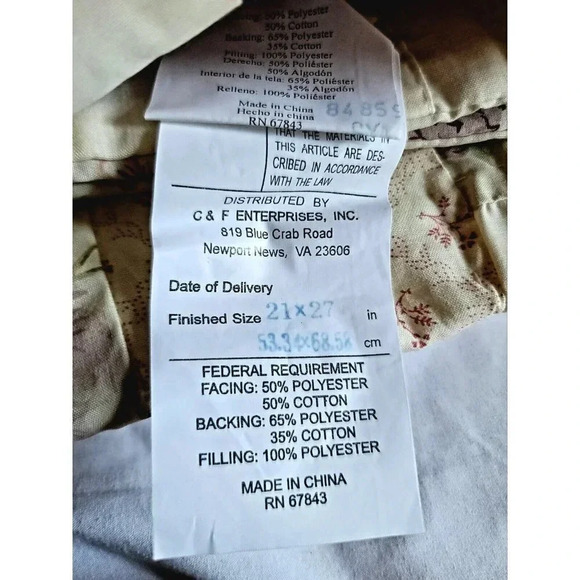 50% Polyester
50% Cotton
Backing: 65% Polyester
35% Cotton
Filling: 100% Polyester
Derecho: 50% Poliéster
50% Algodón
Interior de la tela: 65% Poliéster
35% Algodón
Relleno: 100% Poliéster
Made in China
Hecho in china
RN 67843
8485
THAT THE MATERIALS IN
THIS ARTICLE ARE DES-
CRIBED IN ACCORDANCE
WITH THE LAW
DISTRIBUTED BY
C & F ENTERPRISES, INC.
819 Blue Crab Road
Newport News, VA 23606
Date of Delivery
Finished Size 21x27 in
53.34x68.58 cm
FEDERAL REQUIREMENT
FACING: 50% POLYESTER
50% COTTON
BACKING: 65% POLYESTER
35% COTTON
FILLING: 100% POLYESTER
MADE IN CHINA
RN 67843